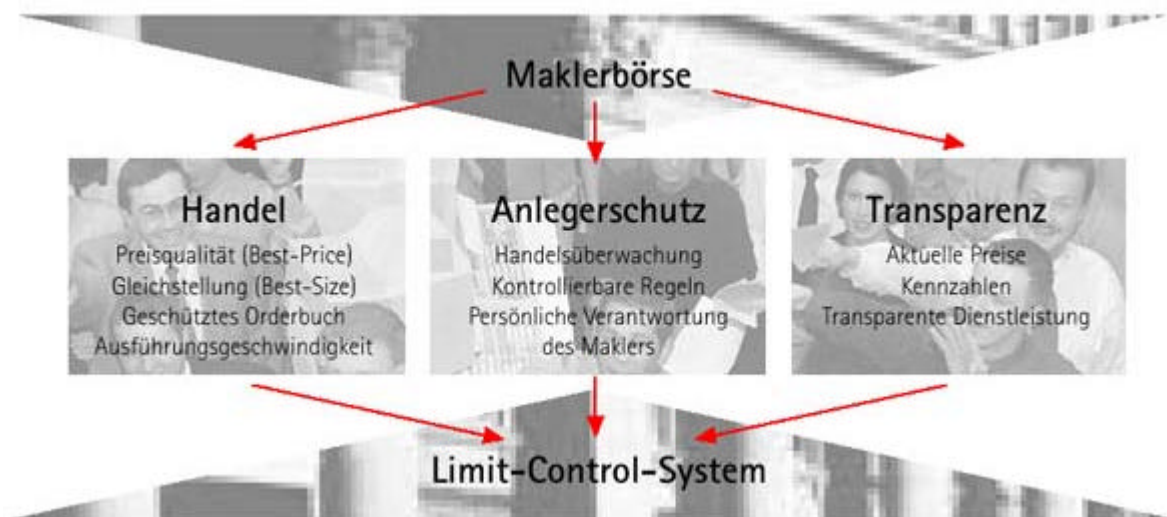 Maklerbörse
Handel
Preisqualität (Best-Price)
Gleichstellung (Best-Size)
Geschütztes Orderbuch
Ausführungsgeschwindigkeit
Anlegerschutz
Handelsüberwachung
Kontrollierbare Regeln
Persönliche Verantwortung
des Maklers
Transparenz
Aktuelle Preise
Kennzahlen
Transparente Dienstleistung
Limit-Control-System